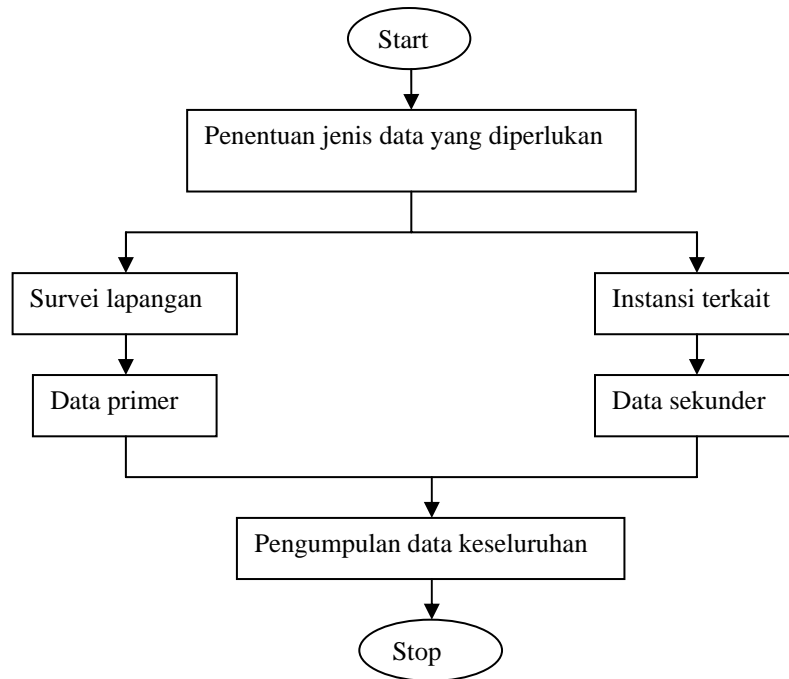 Start
Penentuan jenis data yang diperlukan
Survei lapangan
Instansi terkait
Data primer
Data sekunder
Pengumpulan data keseluruhan
Stop